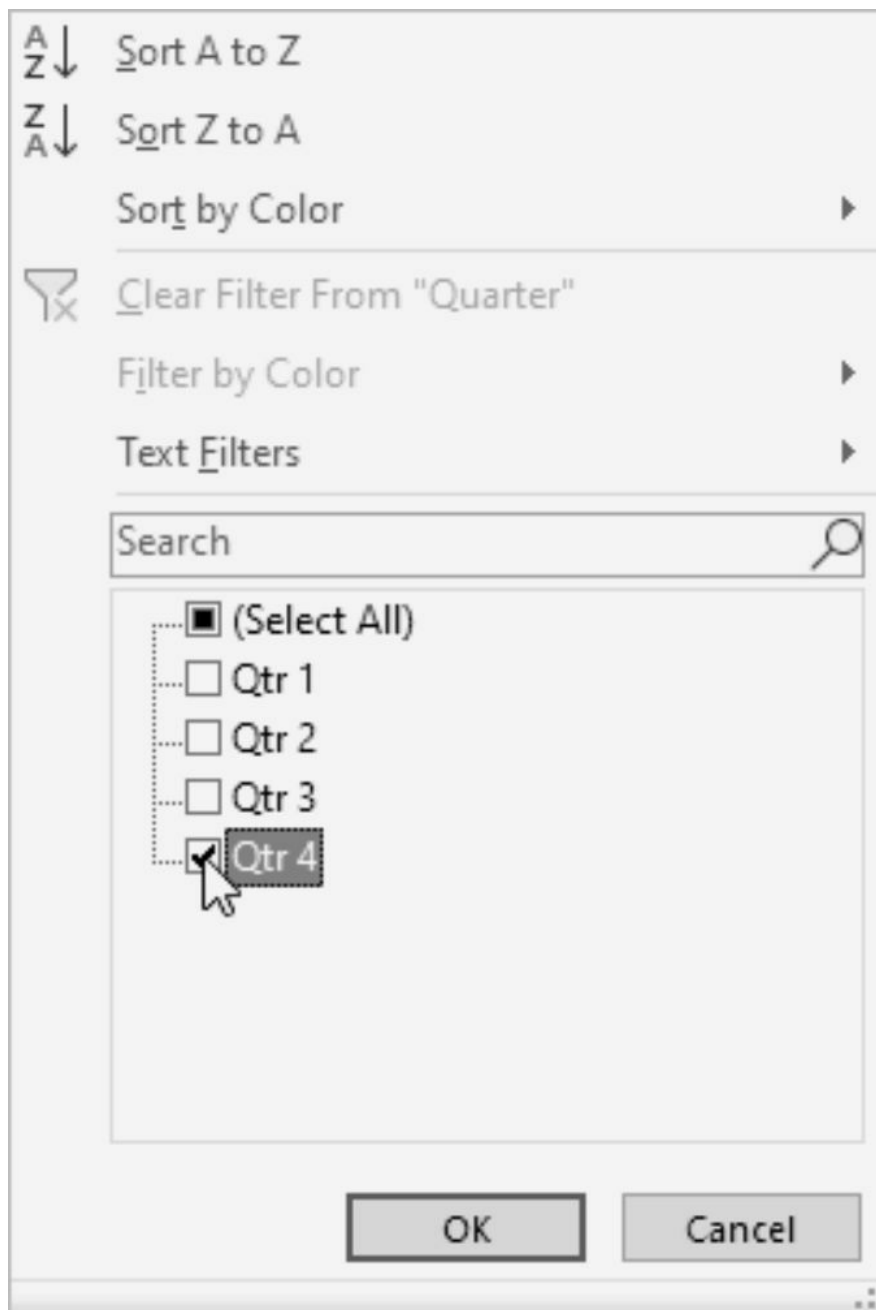 Sort A to Z
Sort Z to A
Sort by Color
Clear Filter From "Quarter"
Filter by Color
Text Filters
Search
(Select All)
Qtr 1
Qtr 2
Qtr 3
Qtr 4
OK Cancel